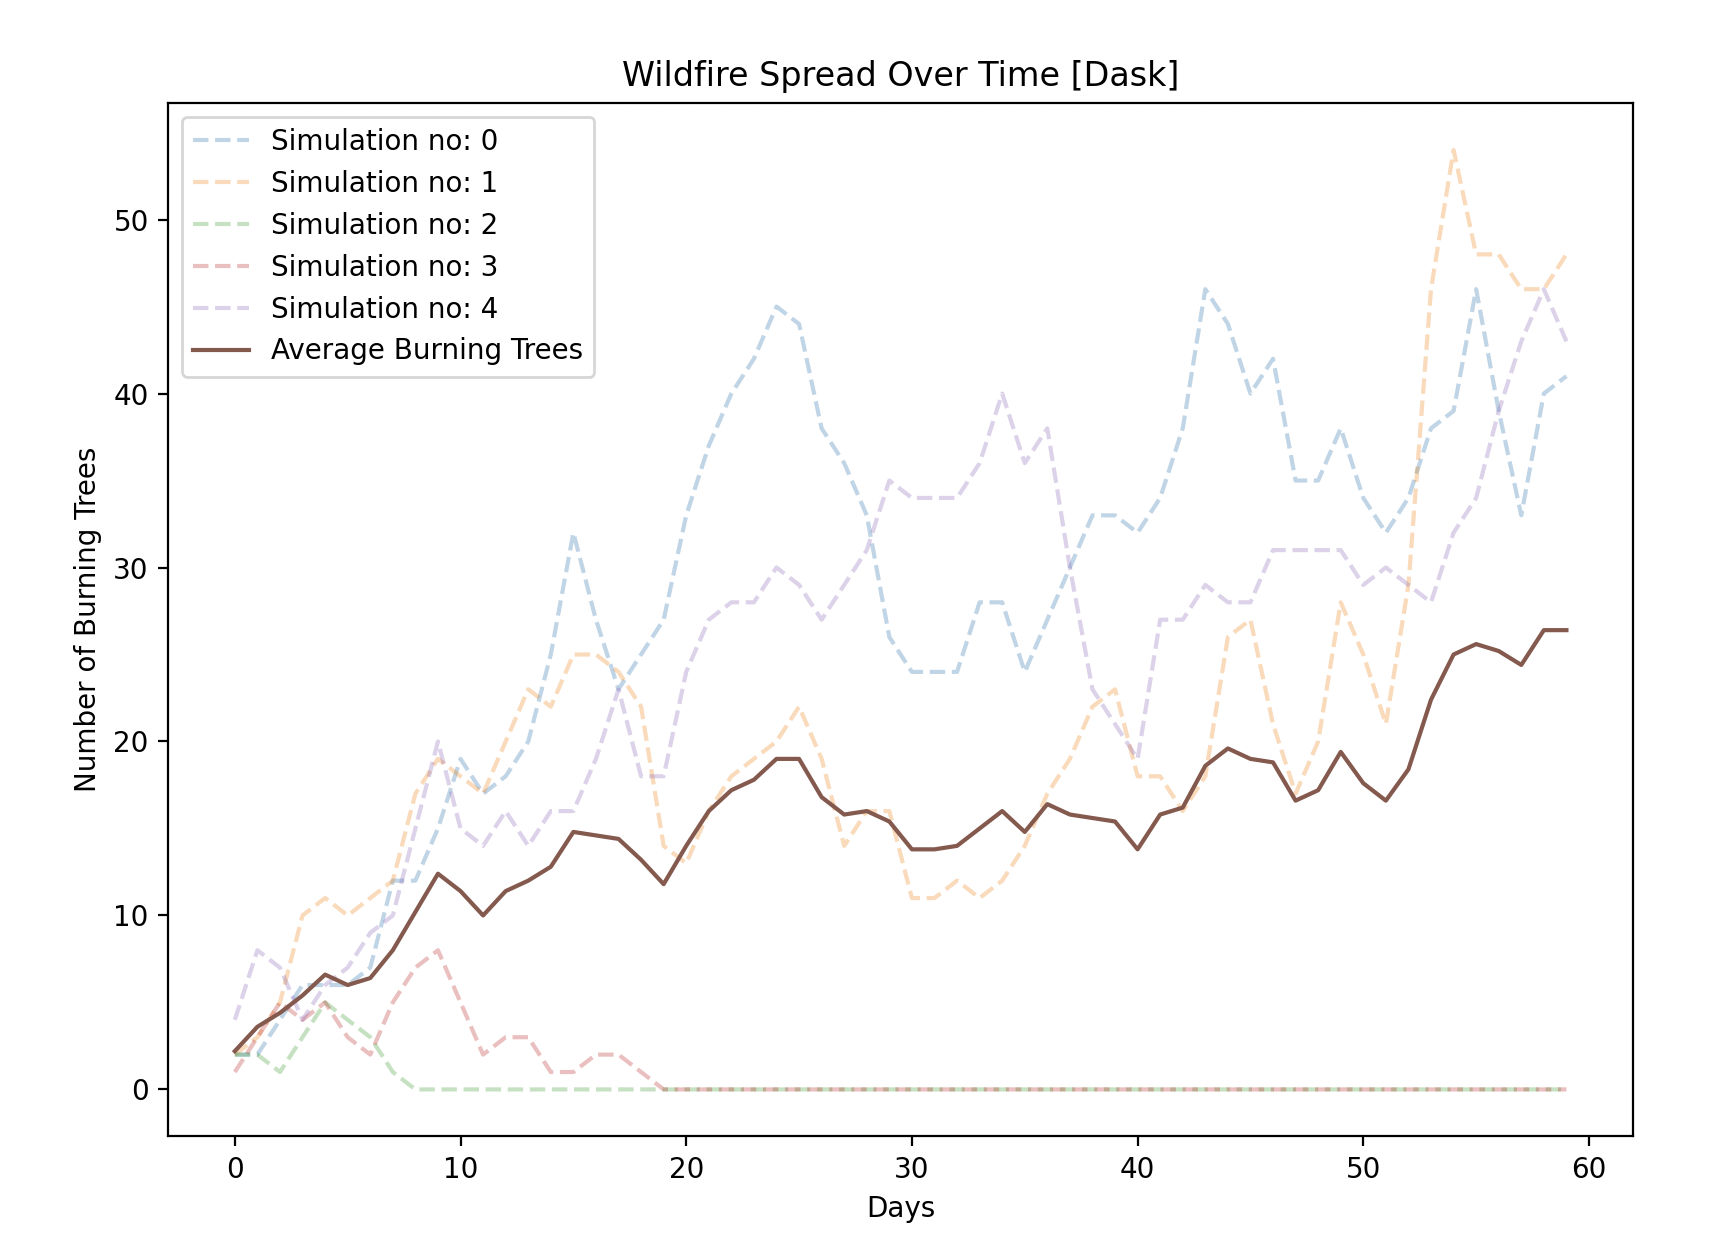 Wildfire Spread Over Time [Dask]
Simulation no: 0
Simulation no: 1
Simulation no: 2
Simulation no: 3
Simulation no: 4
Average Burning Trees
Number of Burning Trees
50
40
30
20
10
0
0 10 20 30 40 50 60
Days